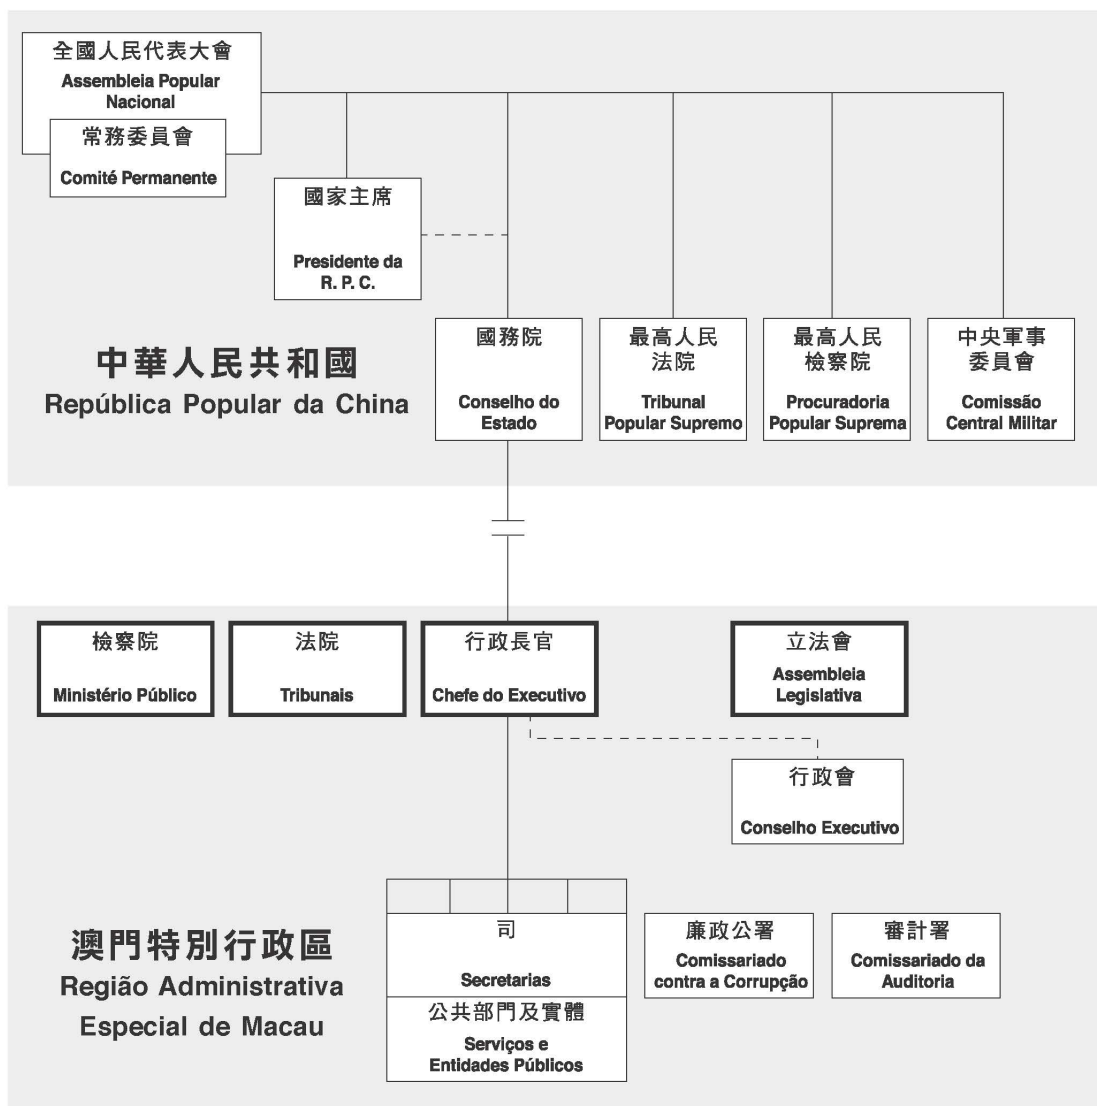 全國人民代表大會
Assembleia Popular
Nacional
常務委員會
Comité Permanente
國家主席
Presidente da
R. P. C.
中華人民共和國
República Popular da China
國務院
Conselho do
Estado
最高人民
法院
Tribunal
Popular Supremo
最高人民
檢察院
Procuradoria
Popular Suprema
中央軍事
委員會
Comissão
Central Militar
檢察院
Ministério Público
法院
Tribunais
行政長官
Chefe do Executivo
立法會
Assembleia
Legislativa
行政會
Conselho Executivo
澳門特別行政區
Região Administrativa
Especial de Macau
司
Secretarias
公共部門及實體
Serviços e
Entidades Públicos
廉政公署
Comissariado
contra a Corrupção
審計署
Comissariado da
Auditoria